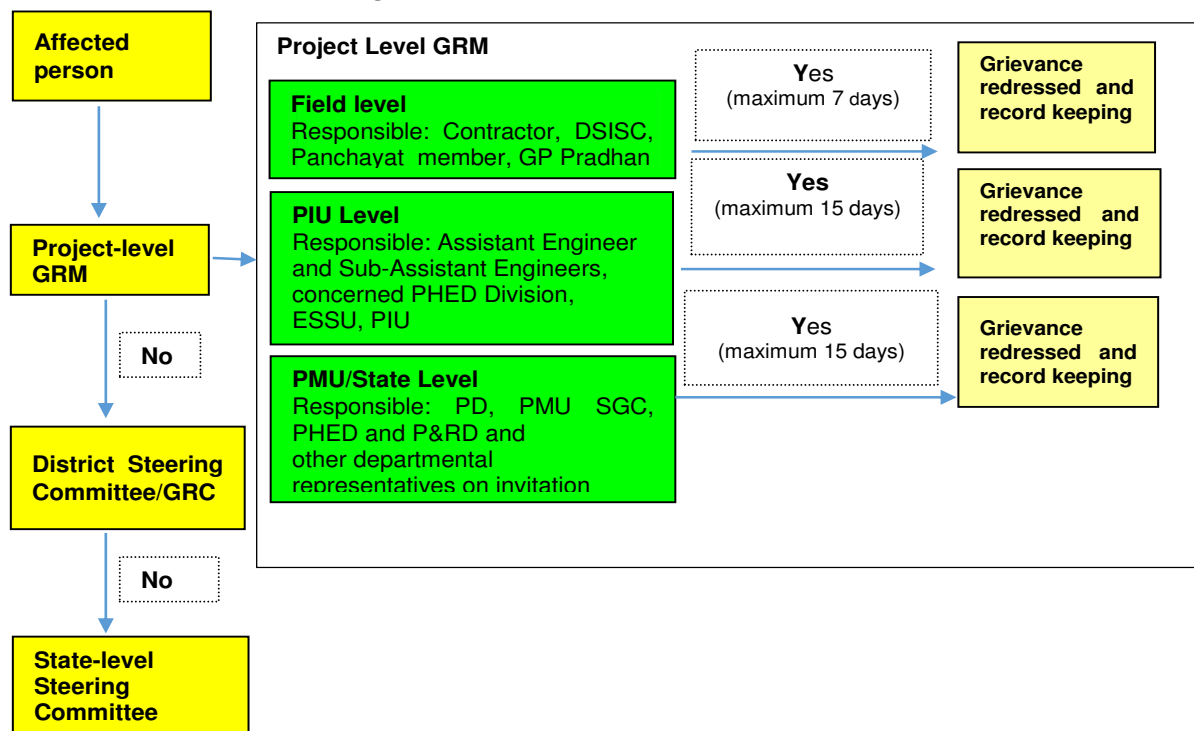 Affected
person
Project-level
GRM
No
District Steering
Committee/GRC
No
State-level
Steering
Committee
Project Level GRM
Field level
Responsible: Contractor, DSISC,
Panchayat member, GP Pradhan
Yes
(maximum 7 days)
Grievance
redressed and
record keeping
PIU Level
Responsible: Assistant Engineer
and Sub-Assistant Engineers,
concerned PHED Division,
ESSU, PIU
Yes
(maximum 15 days)
Grievance
redressed and
record keeping
PMU/State Level
Responsible: PD, PMU SGC,
PHED and P&RD and
other departmental
representatives on invitation
Yes
(maximum 15 days)
Grievance
redressed and
record keeping